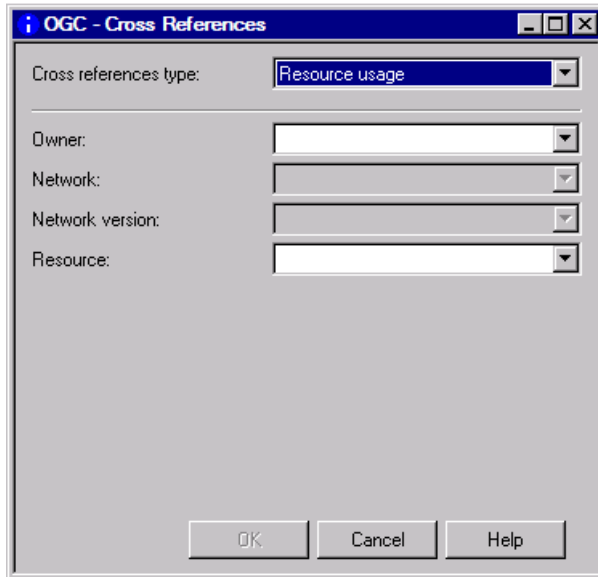 OGC - Cross References
Cross references type: Resource usage
Owner:
Network:
Network version:
Resource:
OK Cancel Help